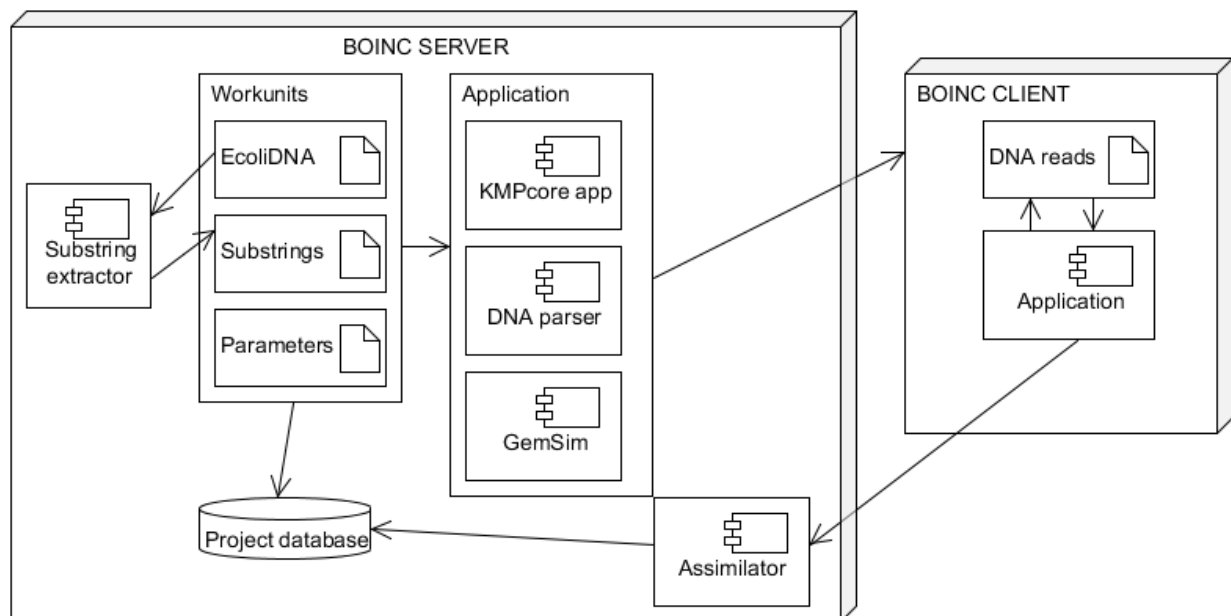 BOINC SERVER
Workunits
EcoliDNA
Substrings
Parameters
Substring
extractor
Application
KMPcore app
DNA parser
GemSim
Project database
Assimilator
BOINC CLIENT
DNA reads
Application